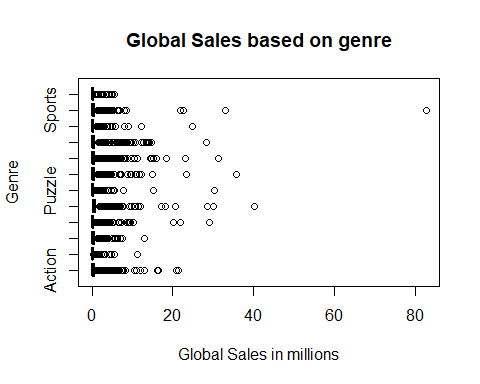 Global Sales based on genre
Genre
Sports
Puzzle
Action
0 20 40 60 80
Global Sales in millions